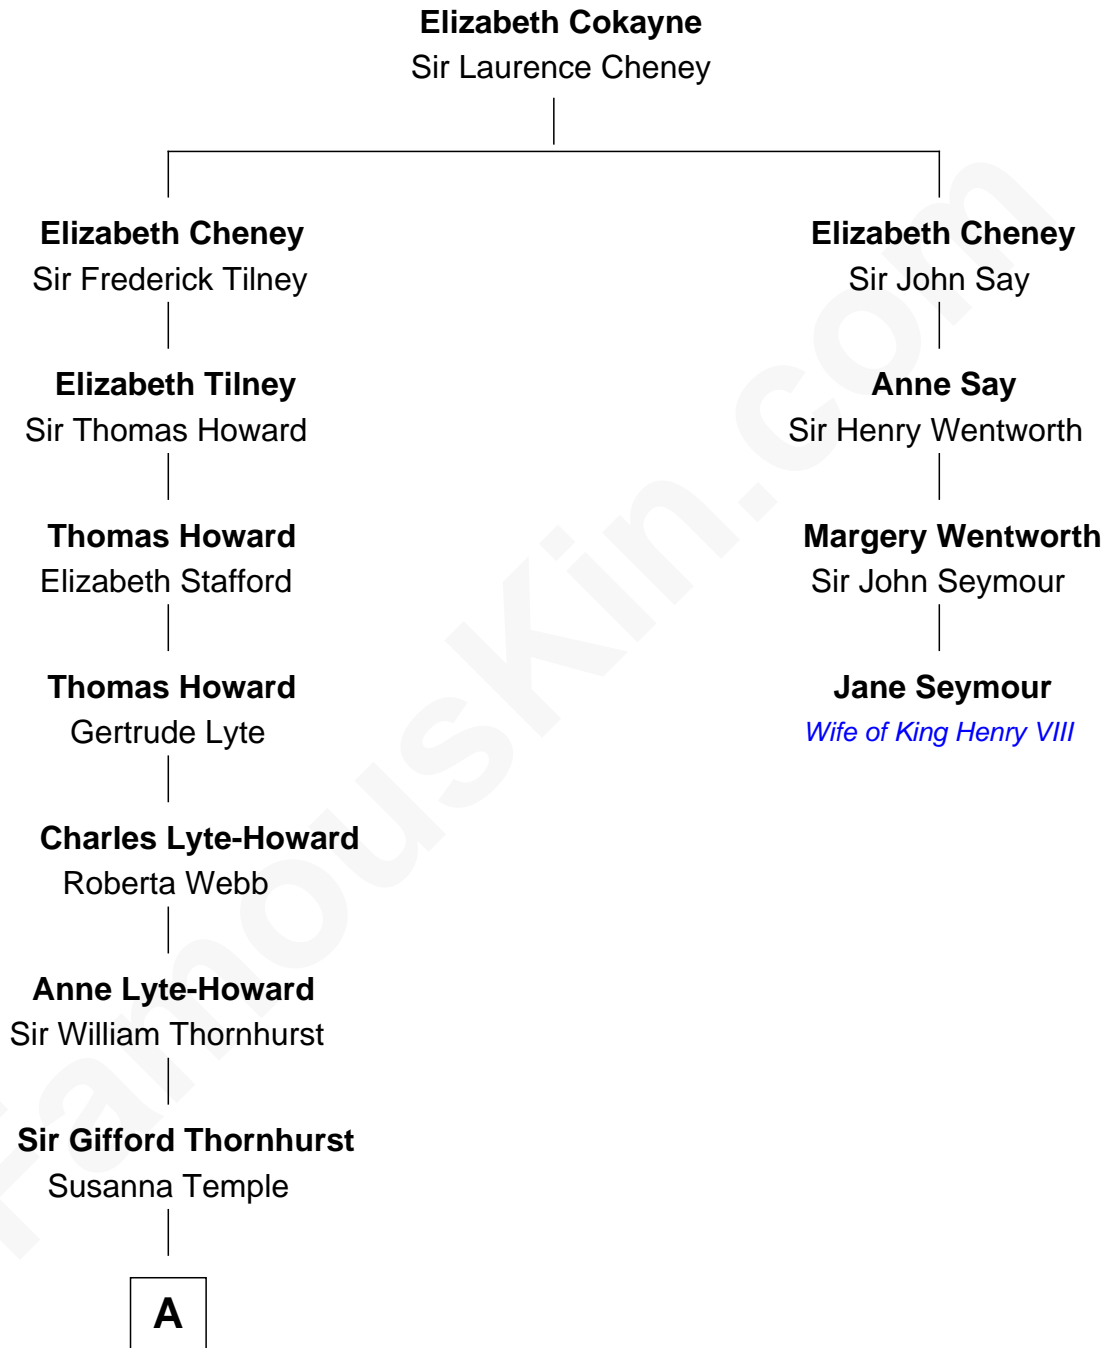 Elizabeth Cokayne
Sir Laurence Cheney
Elizabeth Cheney
Sir Frederick Tilney
Elizabeth Tilney
Sir Thomas Howard
Thomas Howard
Elizabeth Stafford
Thomas Howard
Gertrude Lyte
Charles Lyte-Howard
Roberta Webb
Anne Lyte-Howard
Sir William Thornhurst
Sir Gifford Thornhurst
Susanna Temple
A
Elizabeth Cheney
Sir John Say
Anne Say
Sir Henry Wentworth
Margery Wentworth
Sir John Seymour
Jane Seymour
Wife of King Henry VIII
FamousKin.com